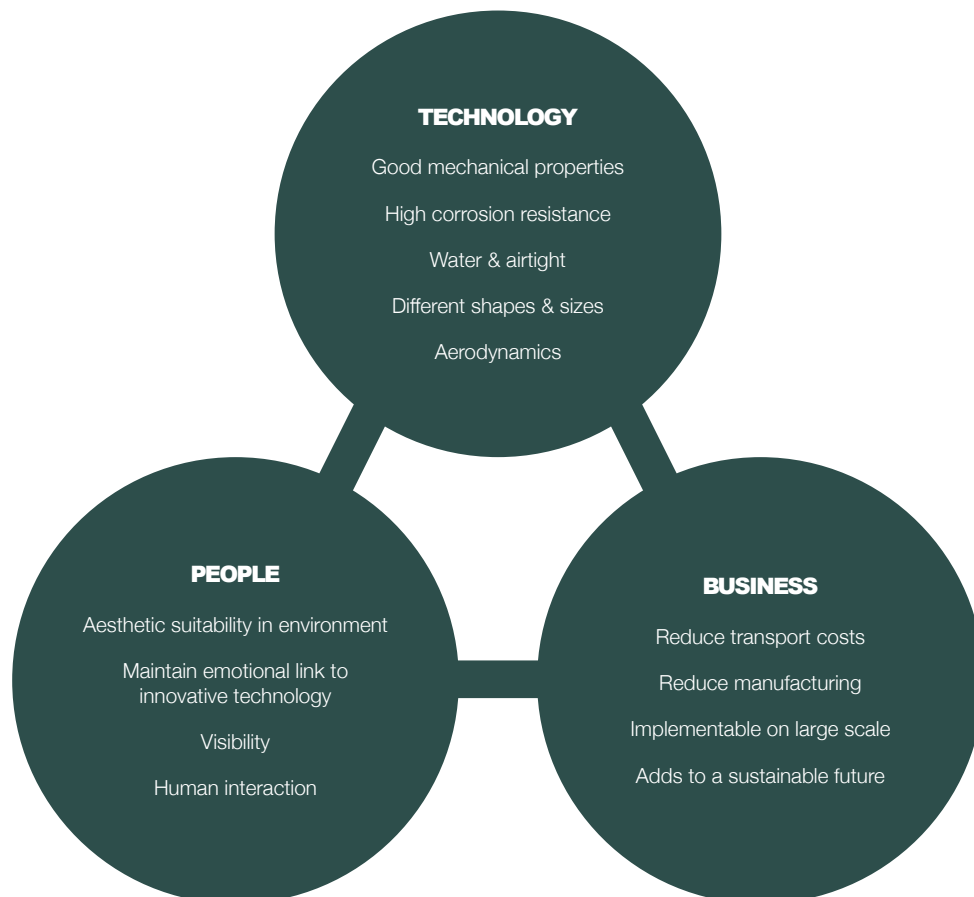 TECHNOLOGY
Good mechanical properties
High corrosion resistance
Water & airtight
Different shapes & sizes
Aerodynamics
PEOPLE
Aesthetic suitability in environment
Maintain emotional link to
innovative technology
Visibility
Human interaction
BUSINESS
Reduce transport costs
Reduce manufacturing
Implementable on large scale
Adds to a sustainable future